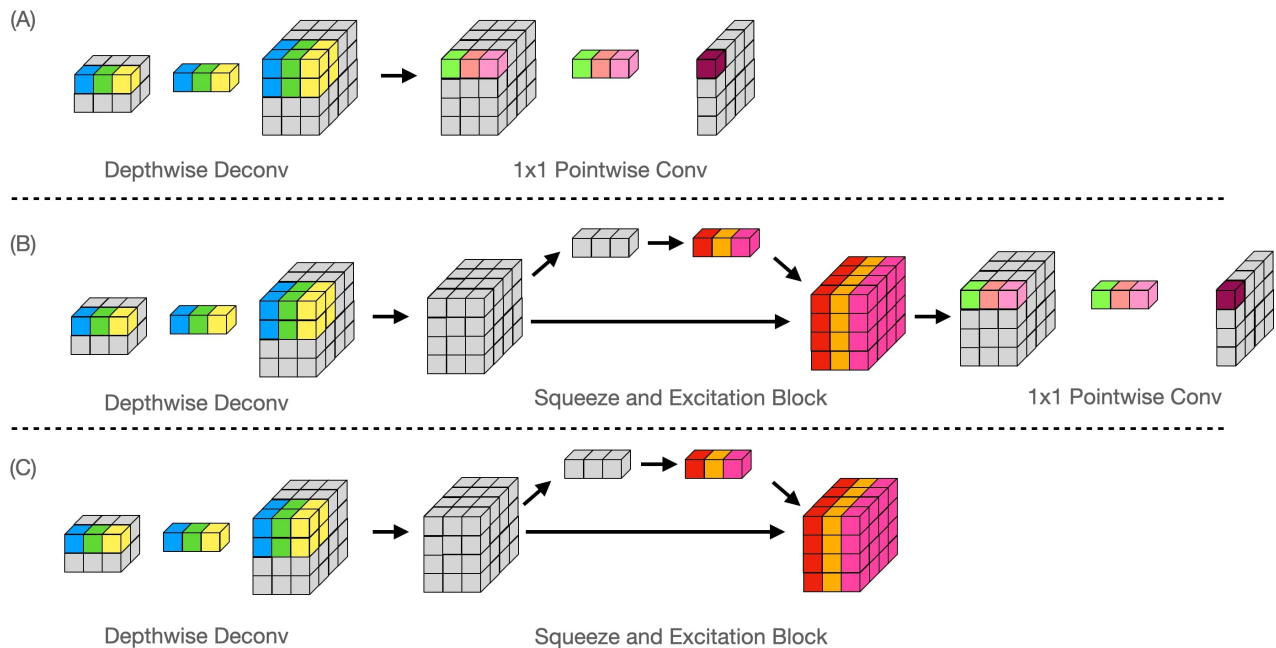 (A)
Depthwise Deconv
1x1 Pointwise Conv
(B)
Depthwise Deconv
Squeeze and Excitation Block
1x1 Pointwise Conv
(C)
Depthwise Deconv
Squeeze and Excitation Block